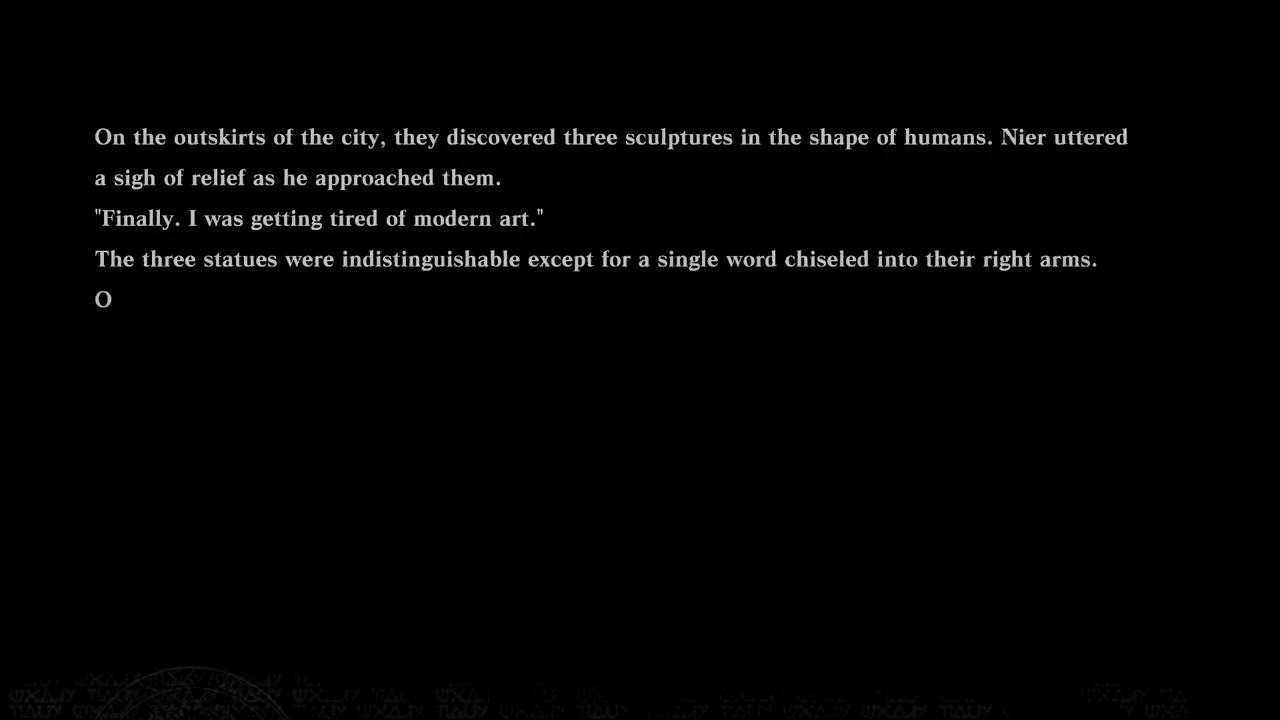 On the outskirts of the city, they discovered three sculptures in the shape of humans. Nier uttered
a sigh of relief as he approached them.
"Finally. I was getting tired of modern art."
The three statues were indistinguishable except for a single word chiseled into their right arms.
O